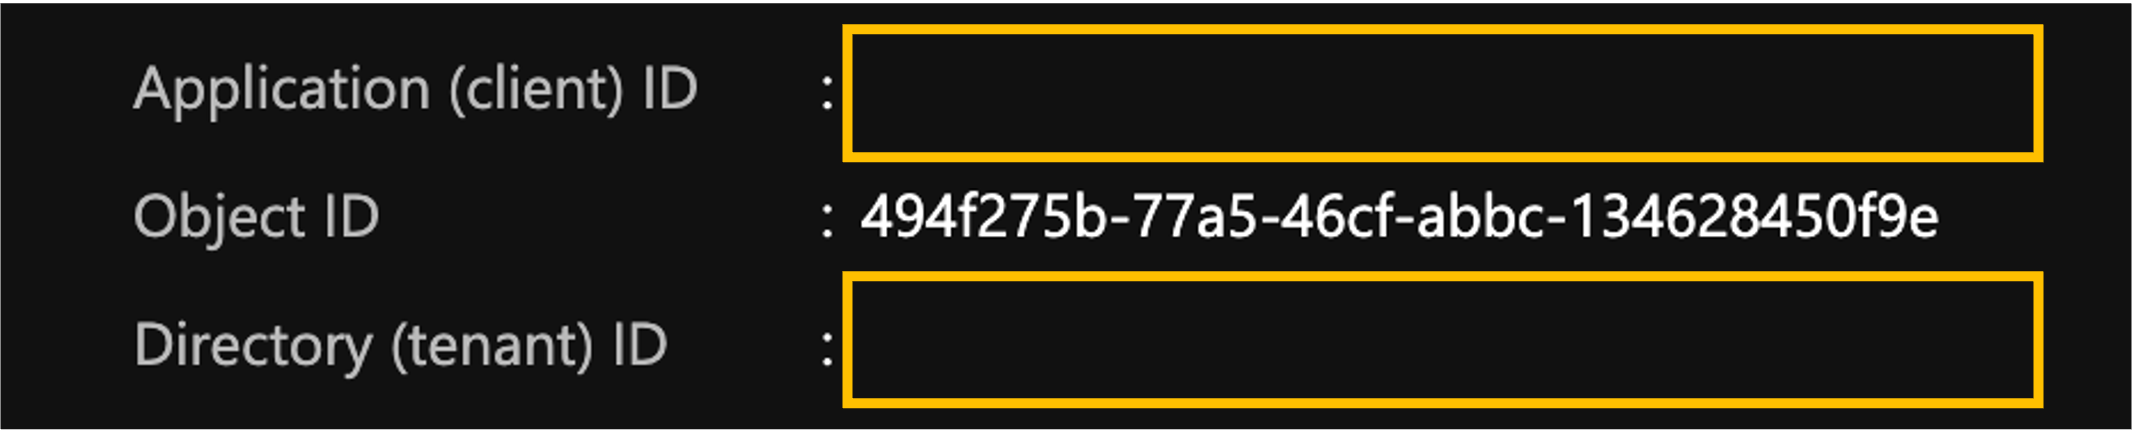 Application (client) ID :
Object ID : 494f275b-77a5-46cf-abbc-134628450f9e
Directory (tenant) ID :